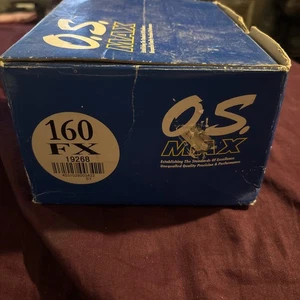 O.S.
MAX
160
FX
19268
O.S.
MAX
Establishing The Standards Of Excellence
Unequalled Quality Precision & Performance